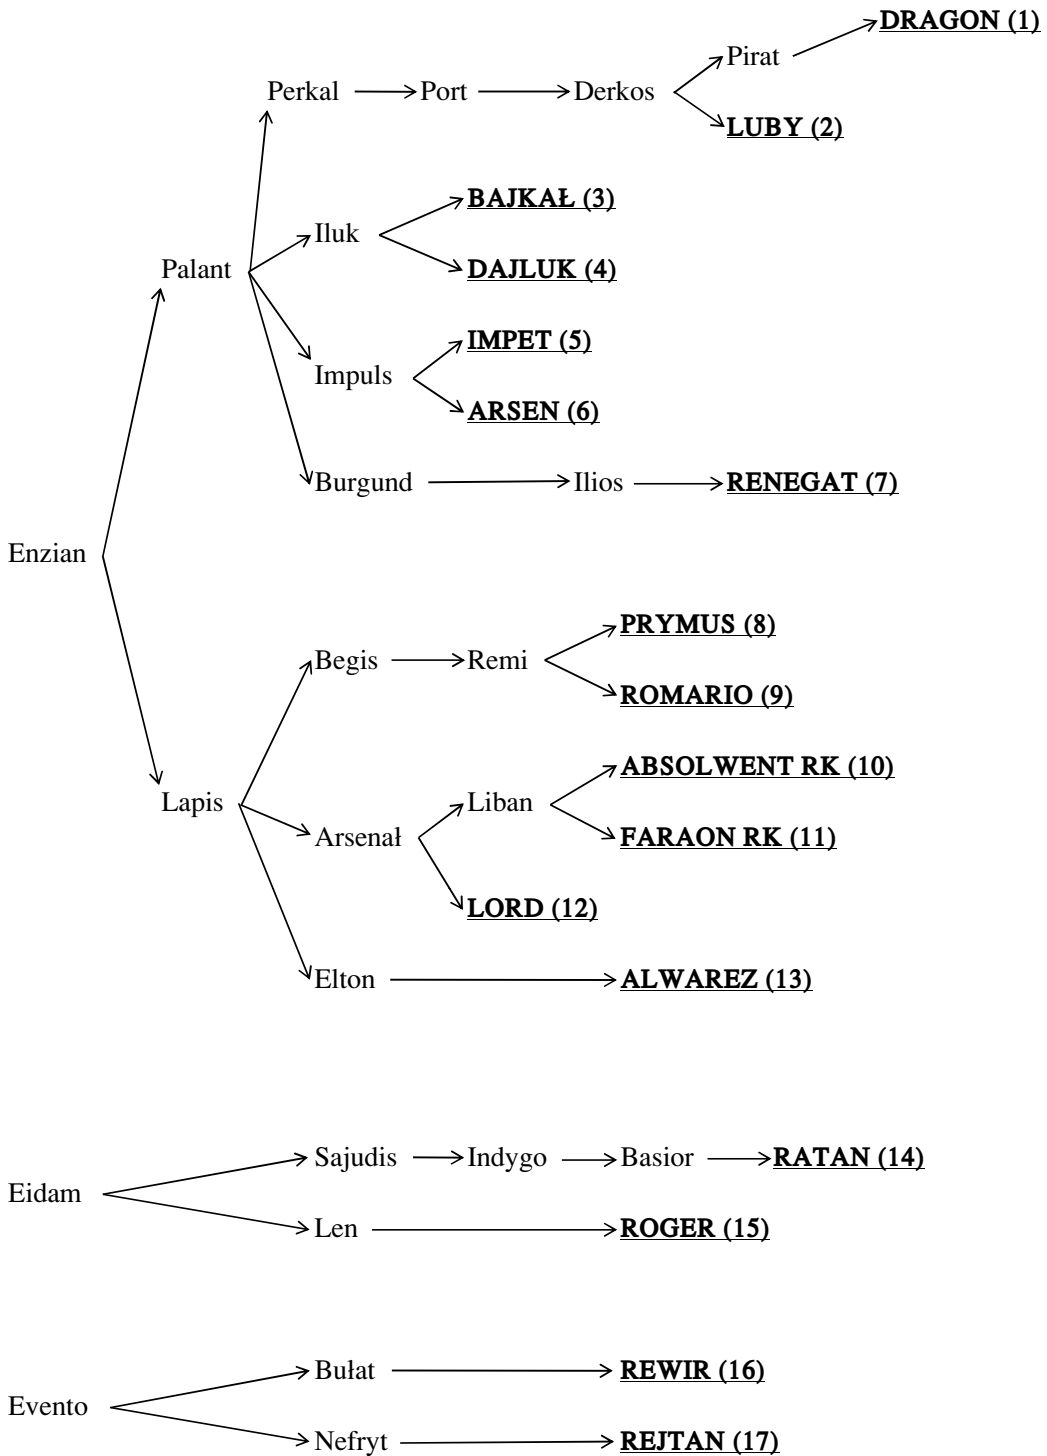 DRAGON (1)
Pirat
Perkal Port Derkos
LUBY (2)
BAJKAŁ (3)
Iluk
Palant DAJLUK (4)
IMPET (5)
Impuls
ARSEN (6)
Burgund Ilios RENEGAT (7)
Enzian
PRYMUS (8)
Begis Remi
ROMARIO (9)
ABSOLWENT RK (10)
Lapis Liban
Arsenał FARAON RK (11)
LORD (12)
Elton ALWAREZ (13)
Sajudis Indygo Basior RATAN (14)
Eidam
Len ROGER (15)
Bułat REWIR (16)
Evento
Nefryt REJTAN (17)